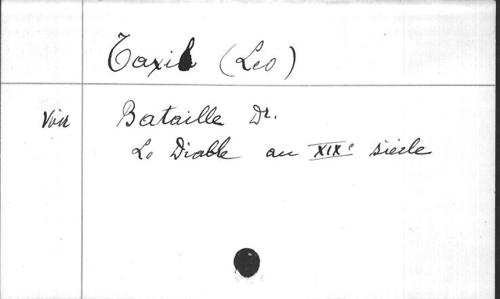 Taxil (Leo)
Voir Bataille Dr.
Le Diable au XIXe siècle